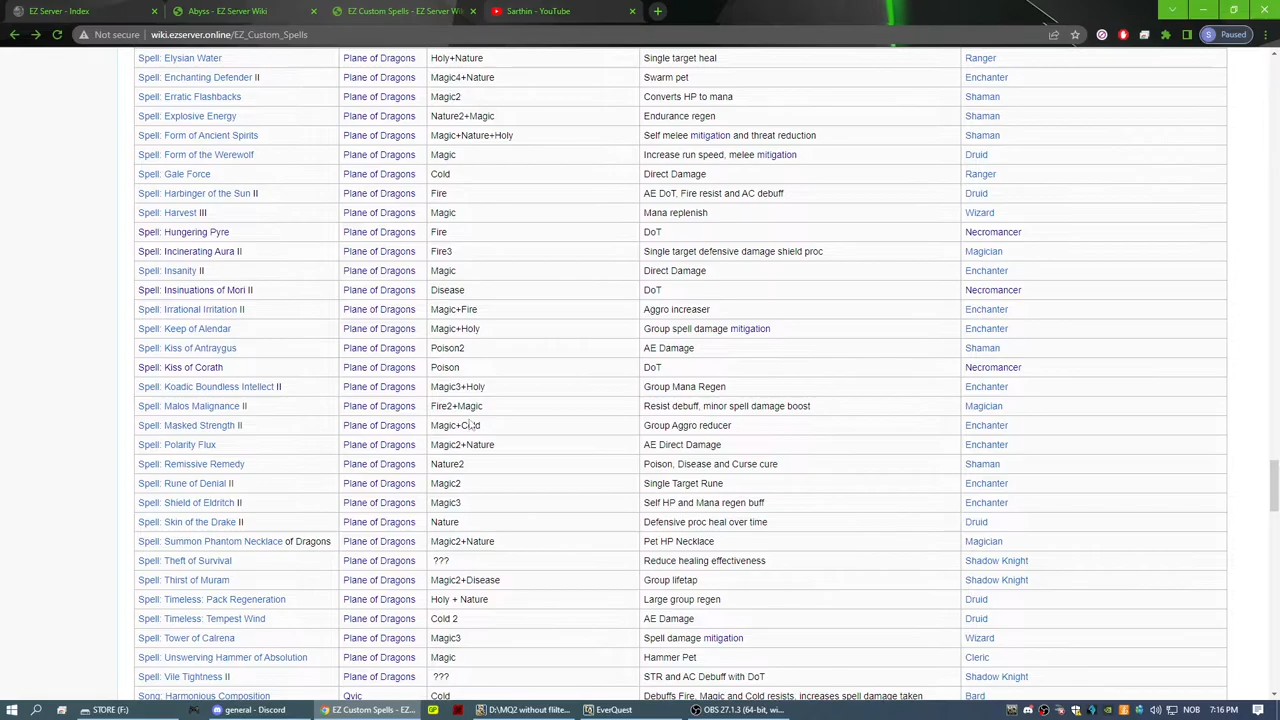 EZ Server - Index
Abyss - EZ Server Wiki
EZ Custom Spells - EZ Server Wi
Sarthin - YouTube
Not secure | wiki.ezserver.online/EZ_Custom_Spells
S Paused
Spell: Elysian Water Plane of Dragons Holy+Nature Single target heal Ranger
Spell: Enchanting Defender II Plane of Dragons Magic4+Nature Swarm pet Enchanter
Spell: Erratic Flashbacks Plane of Dragons Magic2 Converts HP to mana Shaman
Spell: Explosive Energy Plane of Dragons Nature2+Magic Endurance regen Shaman
Spell: Form of Ancient Spirits Plane of Dragons Magic+Nature+Holy Self melee mitigation and threat reduction Shaman
Spell: Form of the Werewolf Plane of Dragons Magic Increase run speed, melee mitigation Druid
Spell: Gale Force Plane of Dragons Cold Direct Damage Ranger
Spell: Harbinger of the Sun II Plane of Dragons Fire AE DoT, Fire resist and AC debuff Druid
Spell: Harvest III Plane of Dragons Magic Mana replenish Wizard
Spell: Hungering Pyre Plane of Dragons Fire DoT Necromancer
Spell: Incinerating Aura II Plane of Dragons Fire3 Single target defensive damage shield proc Magician
Spell: Insanity II Plane of Dragons Magic Direct Damage Enchanter
Spell: Insinuations of Mori II Plane of Dragons Disease DoT Necromancer
Spell: Irrational Irritation II Plane of Dragons Magic+Fire Aggro increaser Enchanter
Spell: Keep of Alendar Plane of Dragons Magic+Holy Group spell damage mitigation Enchanter
Spell: Kiss of Antraygus Plane of Dragons Poison2 AE Damage Shaman
Spell: Kiss of Corath Plane of Dragons Poison DoT Necromancer
Spell: Koadic Boundless Intellect II Plane of Dragons Magic3+Holy Group Mana Regen Enchanter
Spell: Malos Malignance II Plane of Dragons Fire2+Magic Resist debuff, minor spell damage boost Magician
Spell: Masked Strength II Plane of Dragons Magic+Cold Group Aggro reducer Enchanter
Spell: Polarity Flux Plane of Dragons Magic2+Nature AE Direct Damage Enchanter
Spell: Remissive Remedy Plane of Dragons Nature2 Poison, Disease and Curse cure Shaman
Spell: Rune of Denial II Plane of Dragons Magic2 Single Target Rune Enchanter
Spell: Shield of Eldritch II Plane of Dragons Magic3 Self HP and Mana regen buff Enchanter
Spell: Skin of the Drake II Plane of Dragons Nature Defensive proc heal over time Druid
Spell: Summon Phantom Necklace of Dragons Plane of Dragons Magic2+Nature Pet HP Necklace Magician
Spell: Theft of Survival Plane of Dragons ??? Reduce healing effectiveness Shadow Knight
Spell: Thirst of Muram Plane of Dragons Magic2+Disease Group lifetap Shadow Knight
Spell: Timeless: Pack Regeneration Plane of Dragons Holy + Nature Large group regen Druid
Spell: Timeless: Tempest Wind Plane of Dragons Cold 2 AE Damage Druid
Spell: Tower of Calrena Plane of Dragons Magic3 Spell damage mitigation Wizard
Spell: Unswerving Hammer of Absolution Plane of Dragons Magic Hammer Pet Cleric
Spell: Vile Tightness II Plane of Dragons ??? STR and AC Debuff with DoT Shadow Knight
Song: Harmonious Composition Qvic Cold Debuffs Fire, Magic and Cold resists, increases spell damage taken Bard
STORE (F:) general - Discord EZ Custom Spells - EZ... GP D:\MQ2 without flilte... EverQuest OBS 27.1.3 (64-bit, wi... NOB 7:16 PM